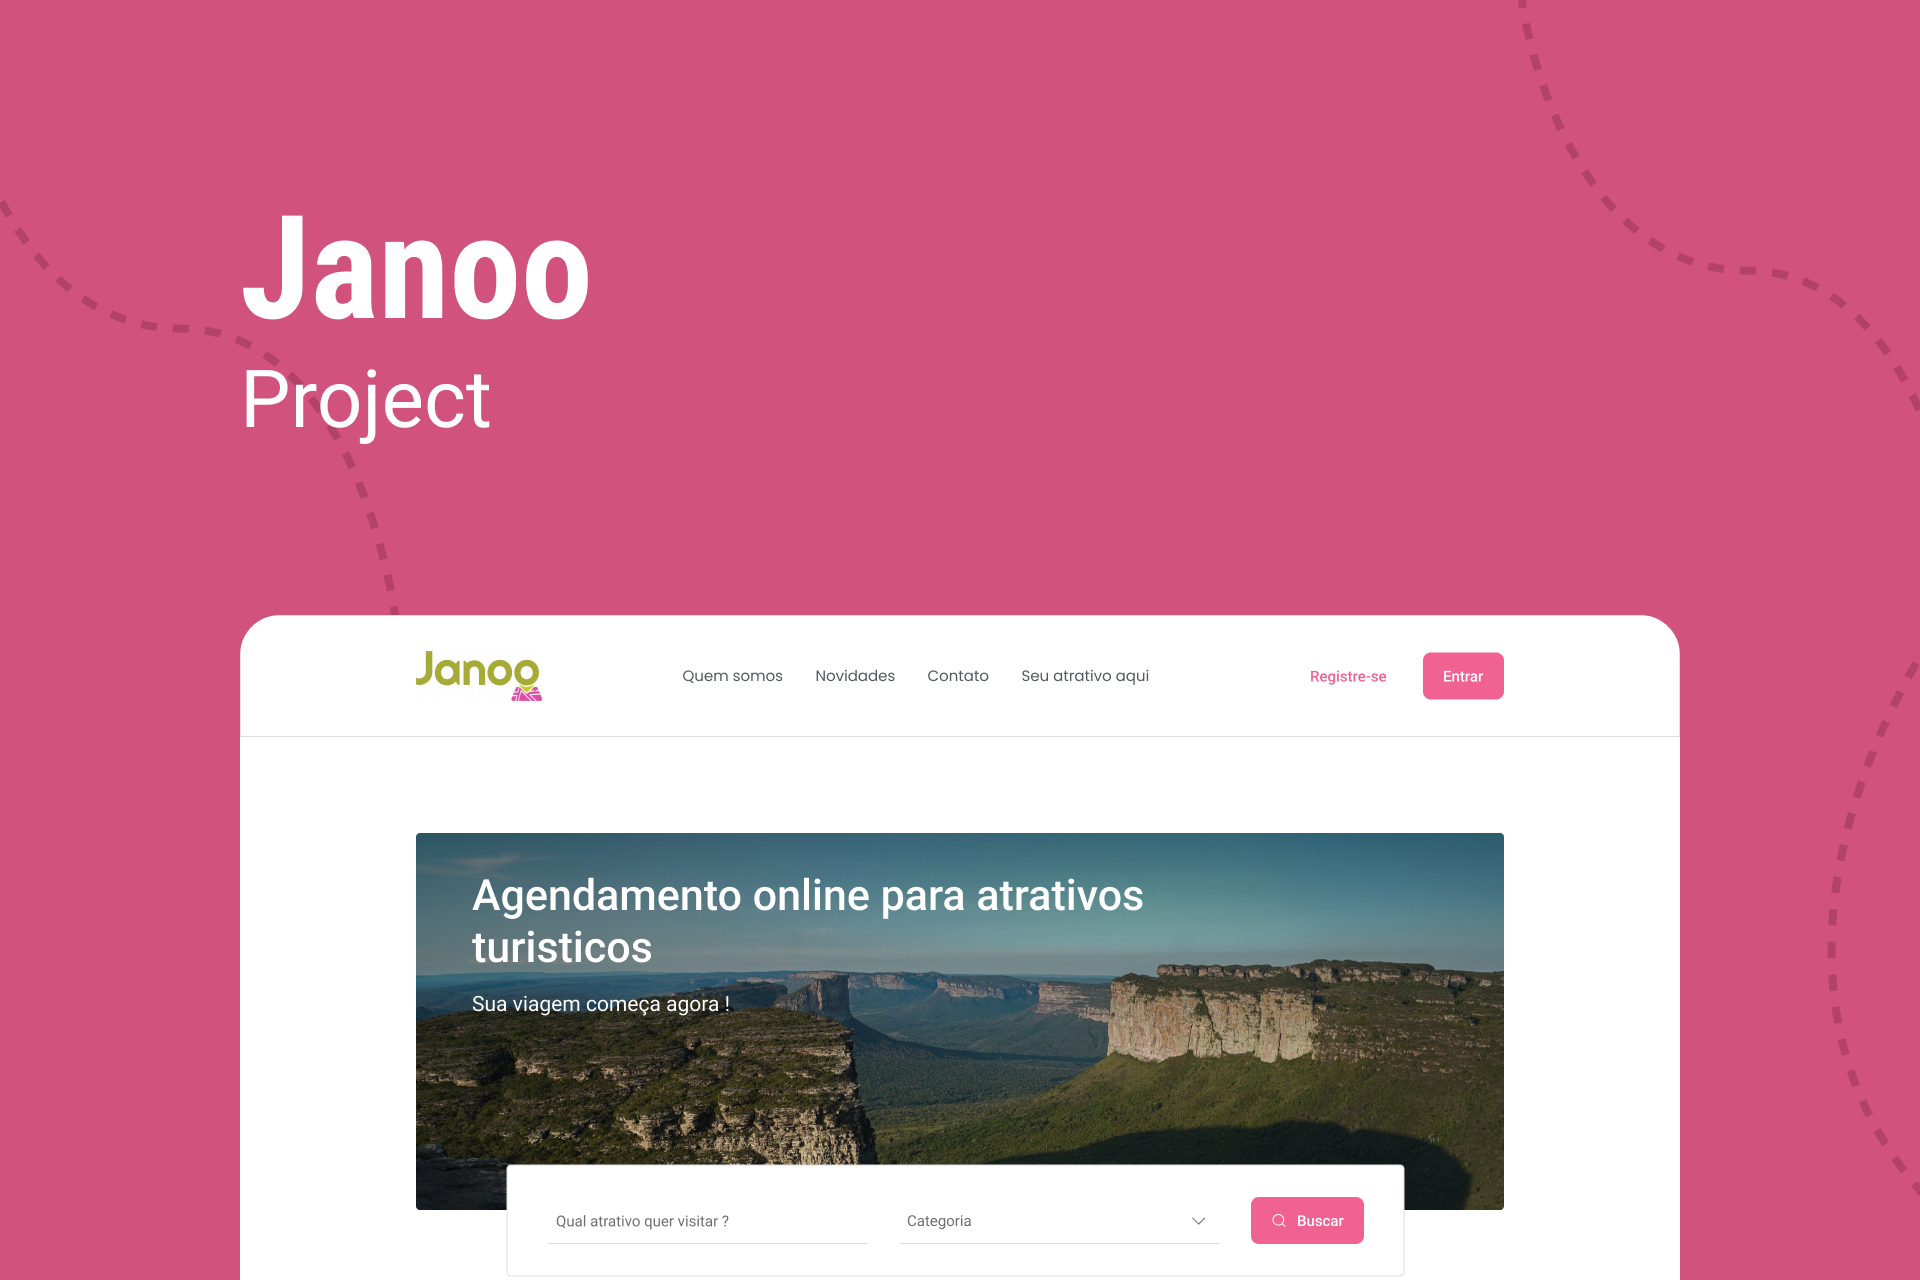 Janoo
Project
Janoo
Quem somos
Novidades
Contato
Seu atrativo aqui
Registre-se
Entrar
Agendamento online para atrativos
turisticos
Sua viagem começa agora !
Qual atrativo quer visitar ?
Categoria
Buscar